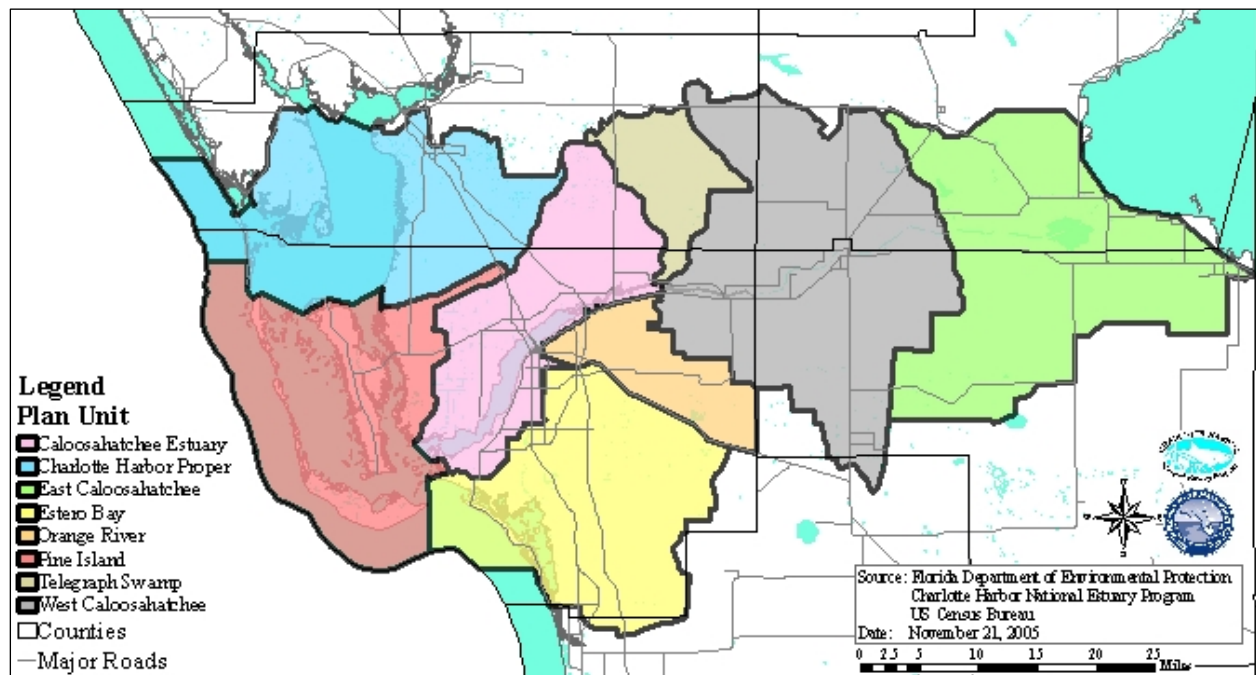 Legend
Plan Unit
Caloosahatchee Estuary
Charlotte Harbor Proper
East Caloosahatchee
Estero Bay
Orange River
Pine Island
Telegraph Swamp
West Caloosahatchee
Counties
Major Roads
Source: Florida Department of Environmental Protection
Charlotte Harbor National Estuary Program
US Census Bureau
Date: November 21, 2005
0 2.5 5 10 15 20 25
Miles